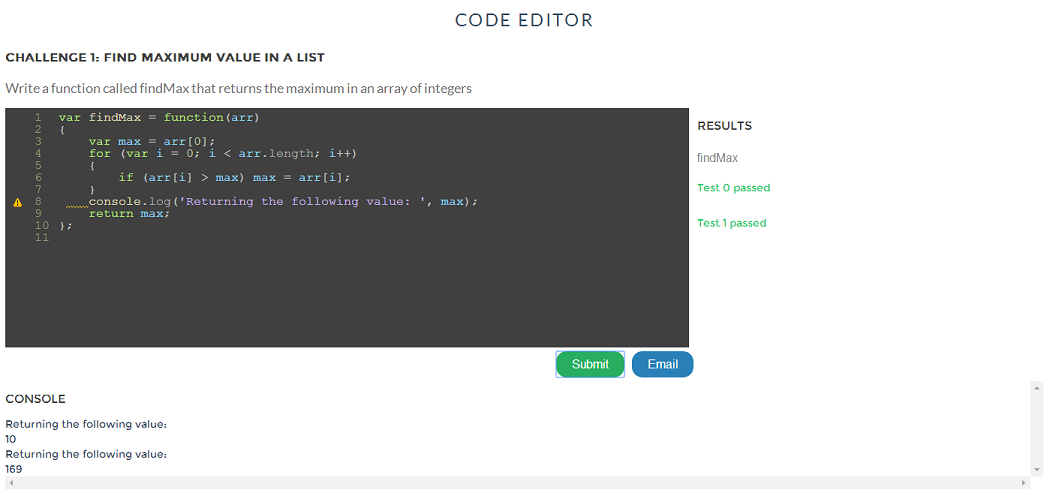 CODE EDITOR
CHALLENGE 1: FIND MAXIMUM VALUE IN A LIST
Write a function called findMax that returns the maximum in an array of integers
1 var findMax = function(arr)
2 {
3     var max = arr[0];
4     for (var i = 0; i < arr.length; i++)
5     {
6         if (arr[i] > max) max = arr[i];
7     }
8     console.log('Returning the following value: ', max);
9     return max;
10 };
11
RESULTS
findMax
Test 0 passed
Test 1 passed
Submit
Email
CONSOLE
Returning the following value:
10
Returning the following value:
169